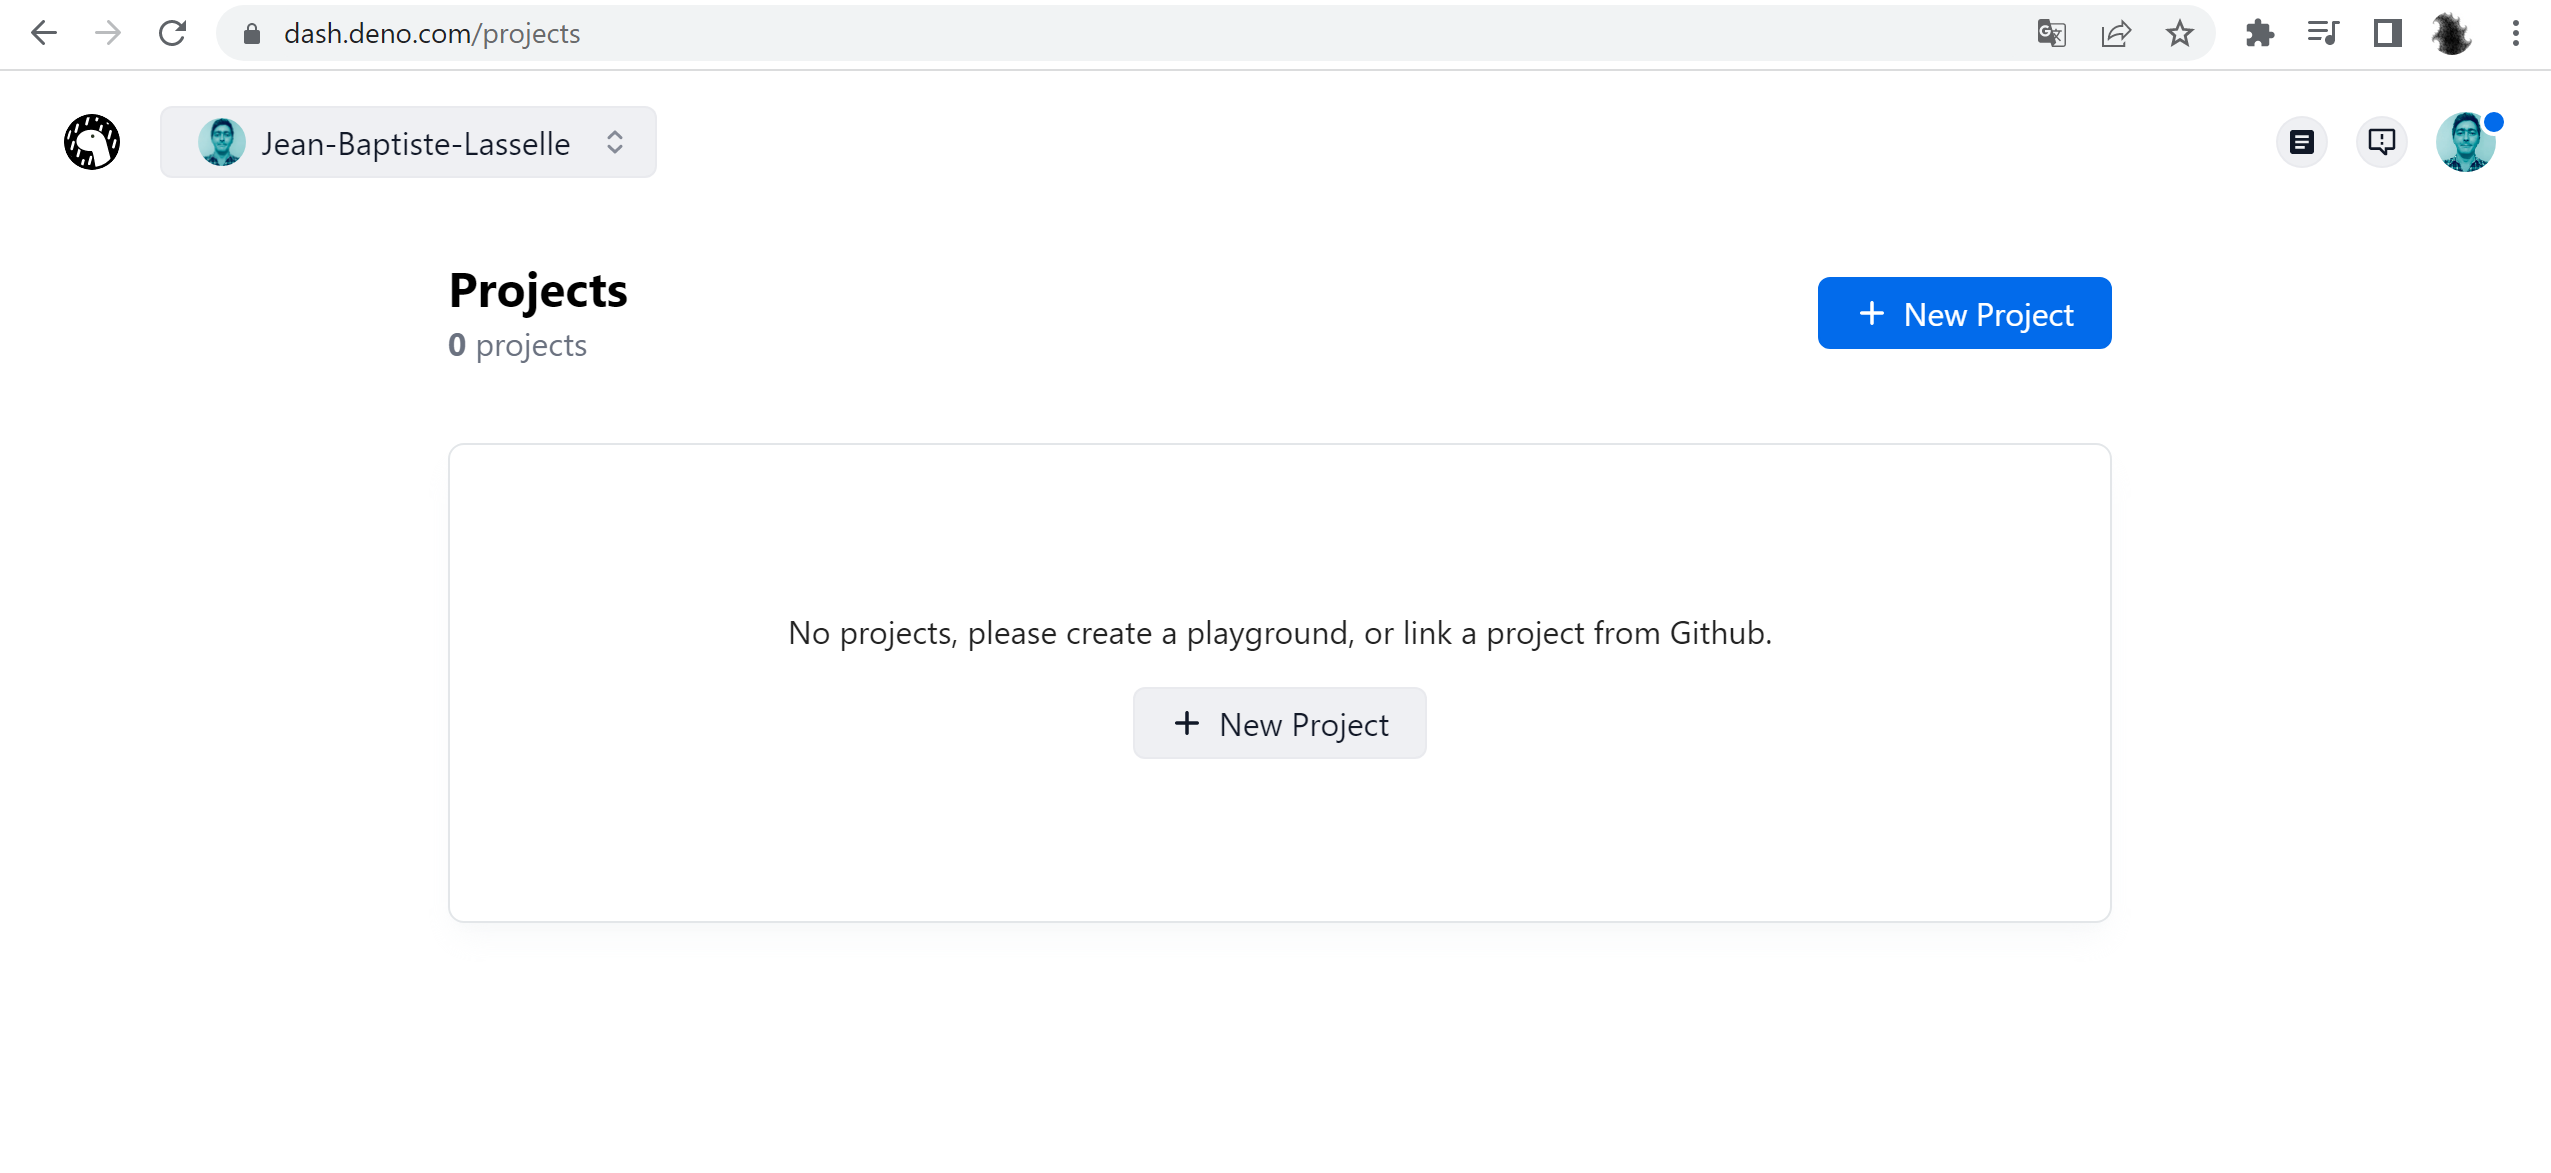 dash.deno.com/projects
Jean-Baptiste-Lasselle
Projects
0 projects
+ New Project
No projects, please create a playground, or link a project from Github.
+ New Project